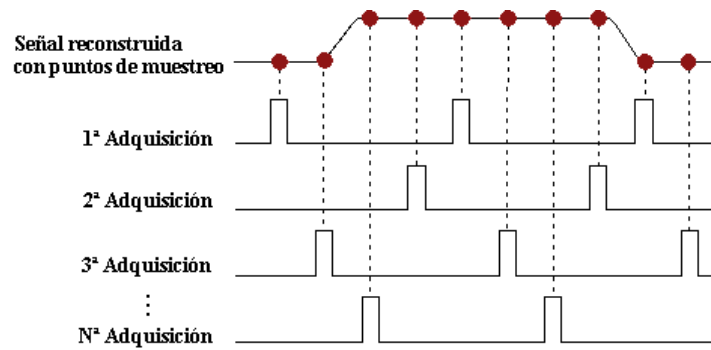 Señal reconstruida
con puntos de muestreo
1ª Adquisición
2ª Adquisición
3ª Adquisición
⋮
Nª Adquisición